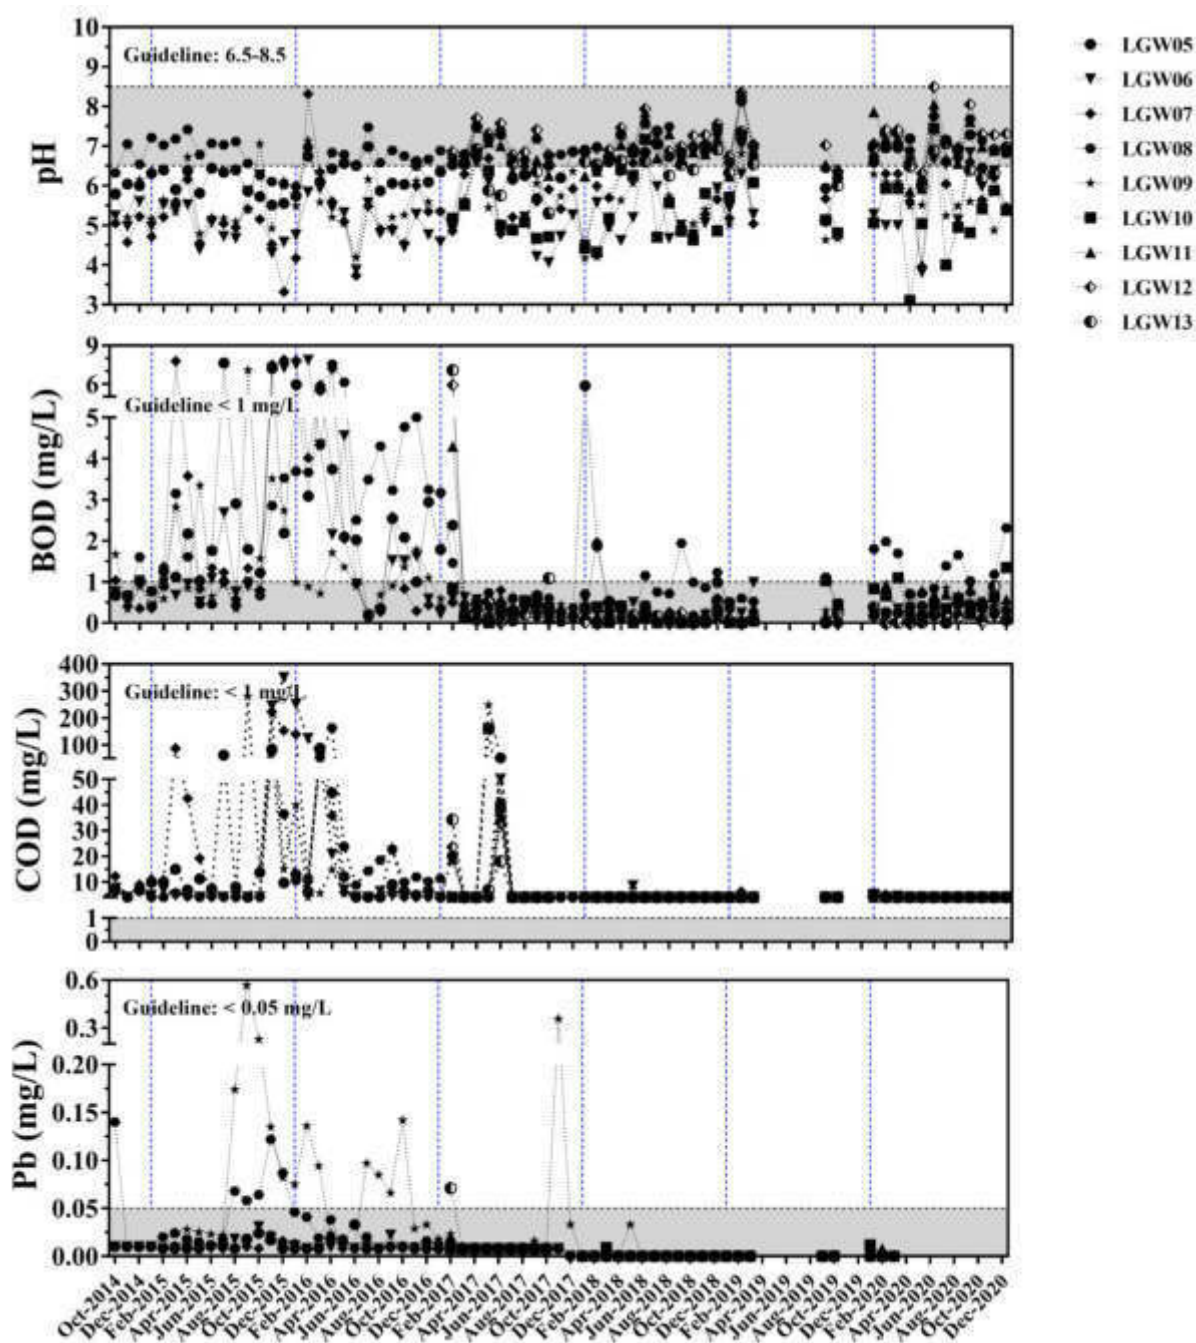 Guideline: 6.5-8.5
pH
10
9
8
7
6
5
4
3
LGW05
LGW06
LGW07
LGW08
LGW09
LGW10
LGW11
LGW12
LGW13
Guideline < 1 mg/L
BOD (mg/L)
9
6
5
4
3
2
1
0
Guideline: < 1 mg/L
COD (mg/L)
400
300
200
100
50
40
30
20
10
1
0
Guideline: < 0.05 mg/L
Pb (mg/L)
0.6
0.3
0.20
0.15
0.10
0.05
0.00
Oct-2014
Dec-2014
Feb-2015
Apr-2015
Jun-2015
Aug-2015
Oct-2015
Dec-2015
Feb-2016
Apr-2016
Jun-2016
Aug-2016
Oct-2016
Dec-2016
Feb-2017
Apr-2017
Jun-2017
Aug-2017
Oct-2017
Dec-2017
Feb-2018
Apr-2018
Jun-2018
Aug-2018
Oct-2018
Dec-2018
Feb-2019
Apr-2019
Jun-2019
Aug-2019
Oct-2019
Dec-2019
Feb-2020
Apr-2020
Jun-2020
Aug-2020
Oct-2020
Dec-2020